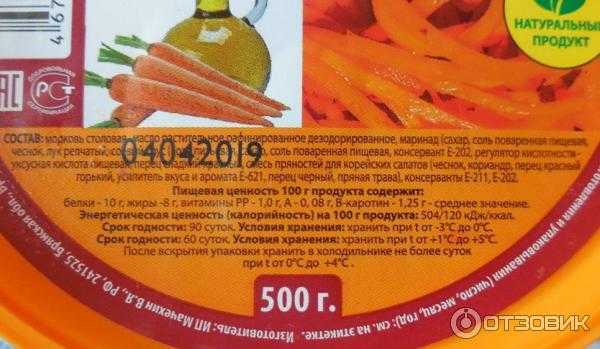 НАТУРАЛЬНЫЙ
ПРОДУКТ
ДОБРОВОЛЬНАЯ
СЕРТИФИКАЦИЯ
СОСТАВ: морковь столовая, масло растительное рафинированное дезодорированное, маринад (сахар, соль поваренная пищевая,
чеснок, лук репчатый, соль поваренная пищевая, консервант Е-202, регулятор кислотности -
уксусная кислота пищевая смесь пряностей для корейских салатов (чеснок, кориандр, перец красный
горький, усилитель вкуса и аромата Е-621, перец черный, пряная трава), консерванты Е-211, Е-202.
04042019
Пищевая ценность 100 г продукта содержит:
белки - 10 г, жиры -8 г, витамины РР - 1,0 г, А - 0, 08 г, В-каротин - 1,25 г - среднее значение.
Энергетическая ценность (калорийность) на 100 г продукта: 504/120 кДж/ккал.
Срок годности: 90 суток. Условия хранения: хранить при t от -3°С до 0°С.
Срок годности: 60 суток. Условия хранения: хранить при t от +1°С до +5°С.
После вскрытия упаковки хранить в холодильнике не более суток
при t от 0°С до +4°С .
500 г.
изготовления и упаковывания (число, месяц, год): см. на этикетке. Изготовитель: ИП Мачехин В.Я., РФ, 241525, Брянская обл., Бр
ОТЗОВИК